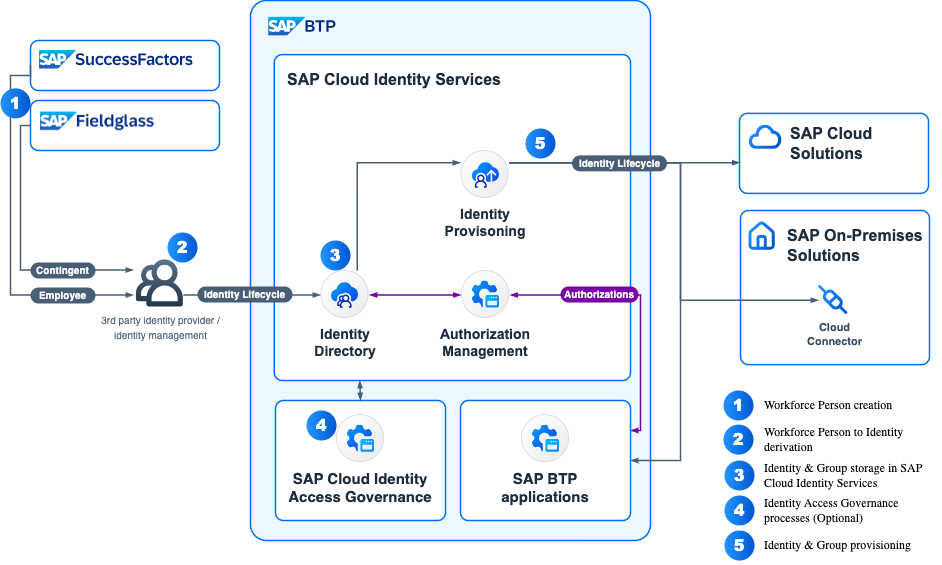 SAP BTP
SAP SuccessFactors
1
SAP Fieldglass
SAP Cloud Identity Services
5
Identity Lifecycle
SAP Cloud
Solutions
Identity
Provisoning
2
3
SAP On-Premises
Solutions
Contingent
Employee
Identity Lifecycle
Authorizations
3rd party identity provider /
identity management
Identity
Directory
Authorization
Management
Cloud
Connector
4
SAP Cloud Identity
Access Governance
SAP BTP
applications
1 Workforce Person creation
2 Workforce Person to Identity
derivation
3 Identity & Group storage in SAP
Cloud Identity Services
4 Identity Access Governance
processes (Optional)
5 Identity & Group provisioning